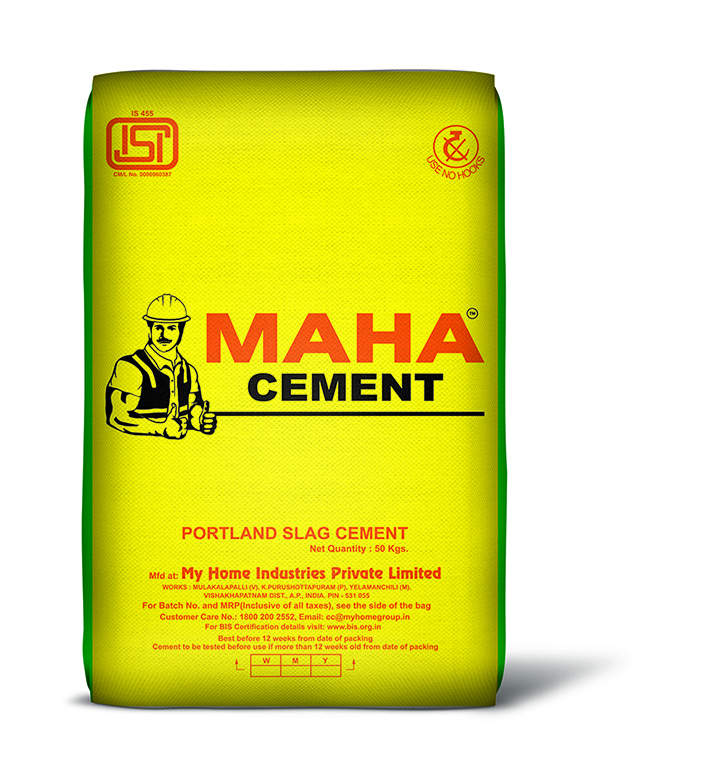 IS 455
ISI
CM/L No. 0006960387
USE NO HOOKS
MAHA TM
CEMENT
PORTLAND SLAG CEMENT
Net Quantity : 50 Kgs.
Mfd at: My Home Industries Private Limited
WORKS : MULAKALAPALLI (V), K.PURUSHOTTAPURAM (P), YELAMANCHILI (M).
VISHAKHAPATNAM DIST., A.P., INDIA. PIN - 531 055
For Batch No. and MRP(Inclusive of all taxes), see the side of the bag
Customer Care No.: 1800 200 2552, Email: cc@myhomegroup.in
For BIS Certification details visit: www.bis.org.in
Best before 12 weeks from date of packing
Cement to be tested before use if more than 12 weeks old from date of packing
W M Y